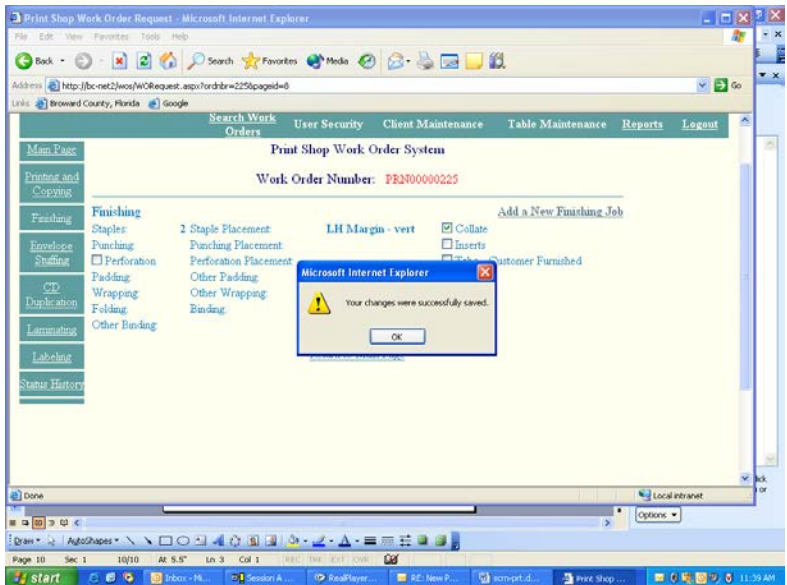 Print Shop Work Order Request - Microsoft Internet Explorer
File Edit View Favorites Tools Help
Back Search Favorites Media
Address http://bc-net2/wos/WORequest.aspx?ordnbr=225&pageid=8 Go
Links Broward County, Florida Google
Search Work Orders User Security Client Maintenance Table Maintenance Reports Logout
Main Page
Printing and Copying
Finishing
Envelope Stuffing
CD Duplication
Laminating
Labeling
Status History
Print Shop Work Order System
Work Order Number: PRN00000225
Finishing Add a New Finishing Job
Staples: 2 Staple Placement: LH Margin - vert Collate
Punching: Punching Placement: Inserts
Perforation Perforation Placement: Customer Furnished
Padding: Other Padding:
Wrapping: Other Wrapping:
Folding: Binding:
Other Binding:
Microsoft Internet Explorer
Your changes were successfully saved.
OK
Done Local intranet
Options
Draw AutoShapes
Page 10 Sec 1 10/10 At 5.5" Ln 3 Col 1 REC TRK EXT OVR
start Inbox - Mi... Session A ... RealPlayer... RE: New P... scrn-prt.d... Print Shop ... 11:39 AM